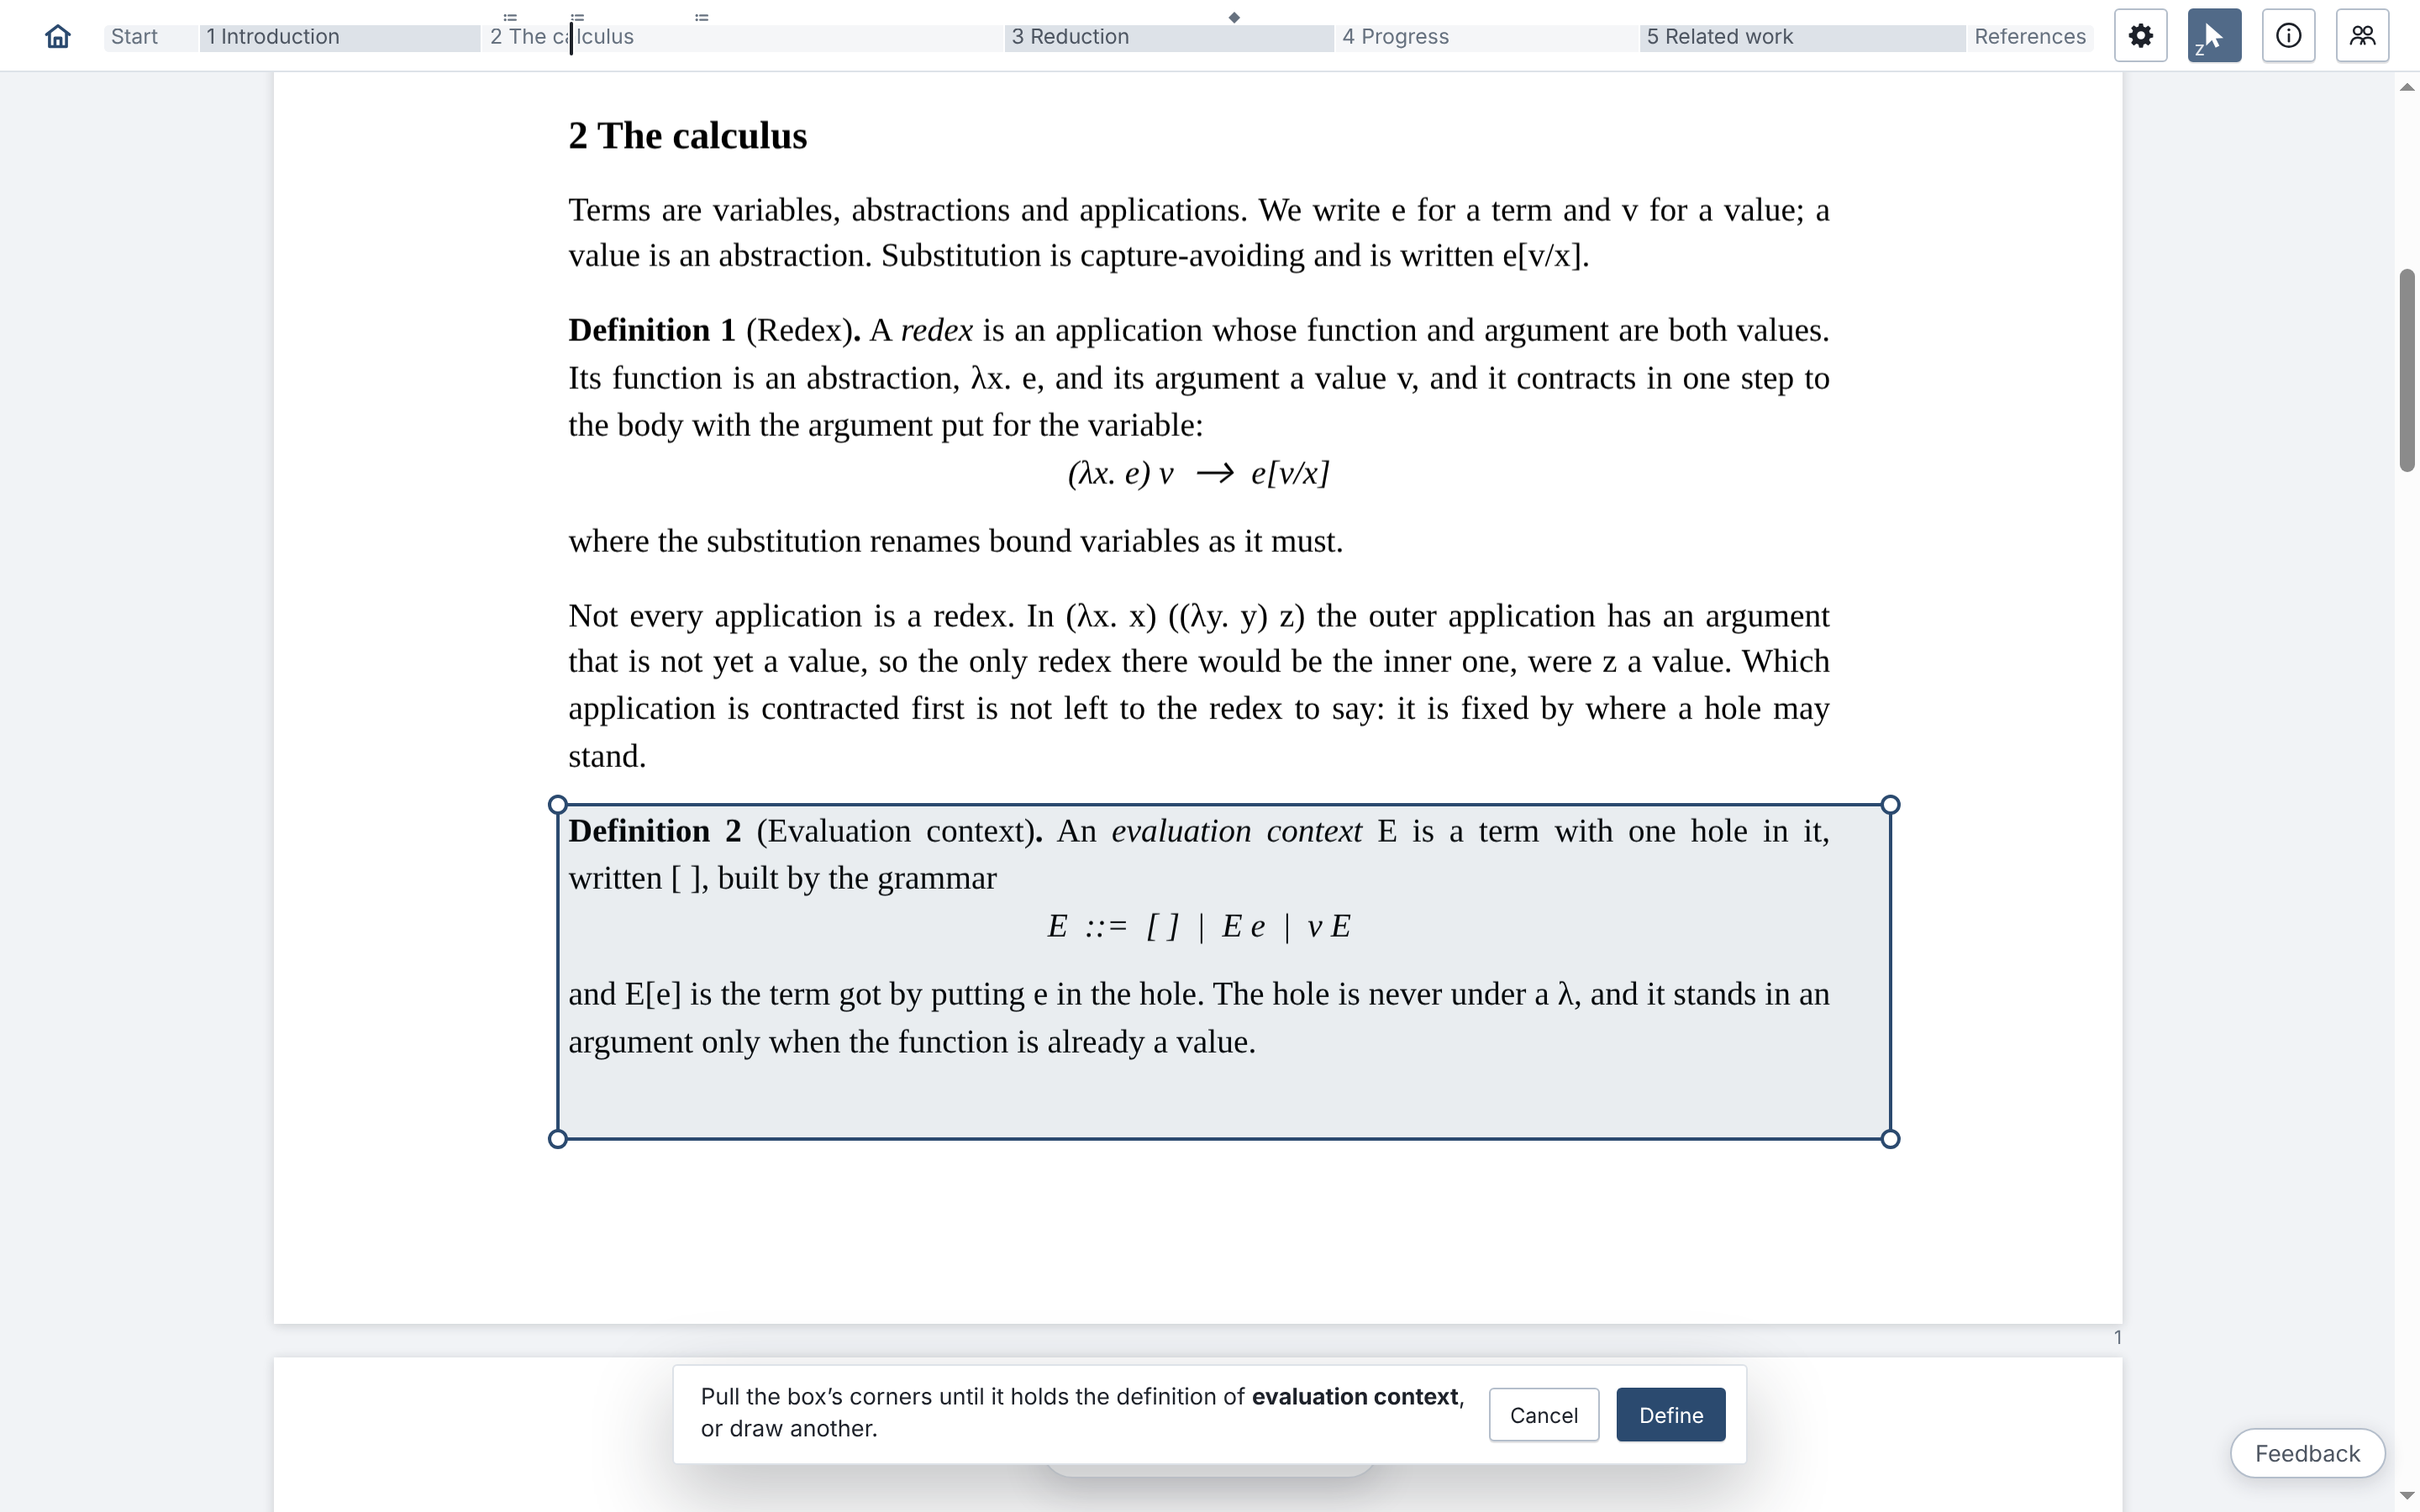 Start 1 Introduction 2 The calculus 3 Reduction 4 Progress 5 Related work References z
2 The calculus
Terms are variables, abstractions and applications. We write e for a term and v for a value; a
value is an abstraction. Substitution is capture-avoiding and is written e[v/x].
Definition 1 (Redex). A redex is an application whose function and argument are both values.
Its function is an abstraction, λx. e, and its argument a value v, and it contracts in one step to
the body with the argument put for the variable:
(λx. e) v ⟶ e[v/x]
where the substitution renames bound variables as it must.
Not every application is a redex. In (λx. x) ((λy. y) z) the outer application has an argument
that is not yet a value, so the only redex there would be the inner one, were z a value. Which
application is contracted first is not left to the redex to say: it is fixed by where a hole may
stand.
Definition 2 (Evaluation context). An evaluation context E is a term with one hole in it,
written [ ], built by the grammar
E ::= [ ] | E e | v E
and E[e] is the term got by putting e in the hole. The hole is never under a λ, and it stands in an
argument only when the function is already a value.
1
Pull the box’s corners until it holds the definition of evaluation context,
or draw another.
Cancel Define
Feedback